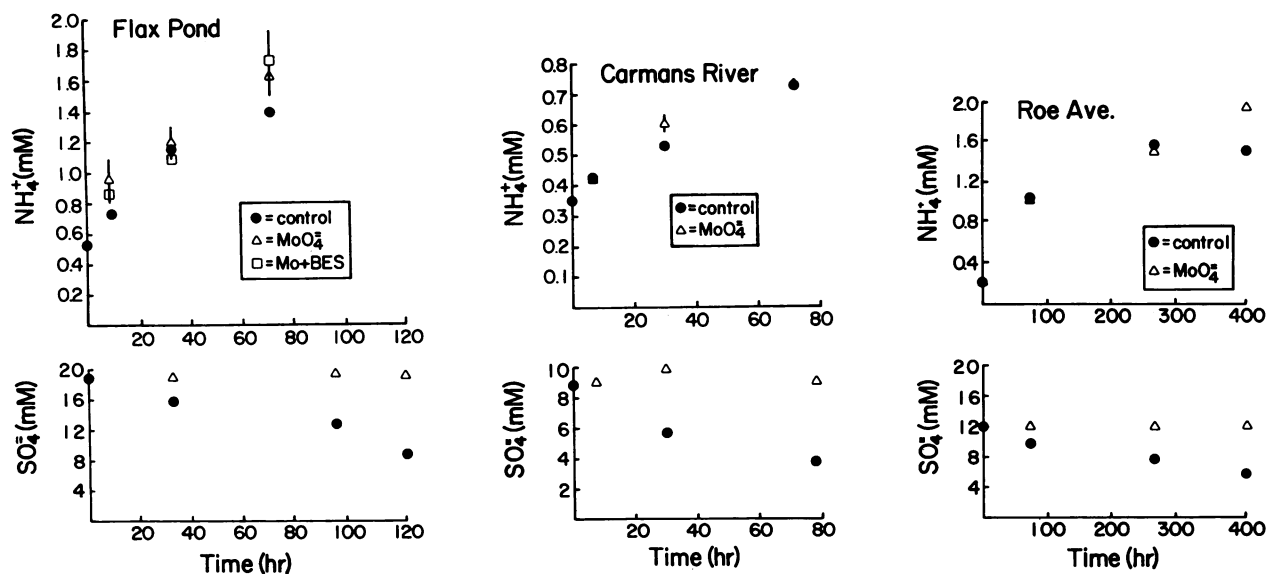 Flax Pond
NH₄⁺(mM)
2.0
1.8
1.6
1.4
1.2
1.0
0.8
0.6
0.4
0.2
● = control
△ = MoO₄⁼
□ = Mo+BES
20 40 60 80 100 120
SO₄⁼(mM)
20
16
12
8
4
20 40 60 80 100 120
Time (hr)
Carmans River
NH₄⁺(mM)
0.8
0.7
0.6
0.5
0.4
0.3
0.2
0.1
● = control
△ = MoO₄⁼
20 40 60 80
SO₄⁼(mM)
10
8
6
4
2
20 40 60 80
Time (hr)
Roe Ave.
NH₄⁺(mM)
2.0
1.6
1.2
0.8
0.4
● = control
△ = MoO₄⁼
100 200 300 400
SO₄⁼(mM)
20
16
12
8
4
100 200 300 400
Time (hr)